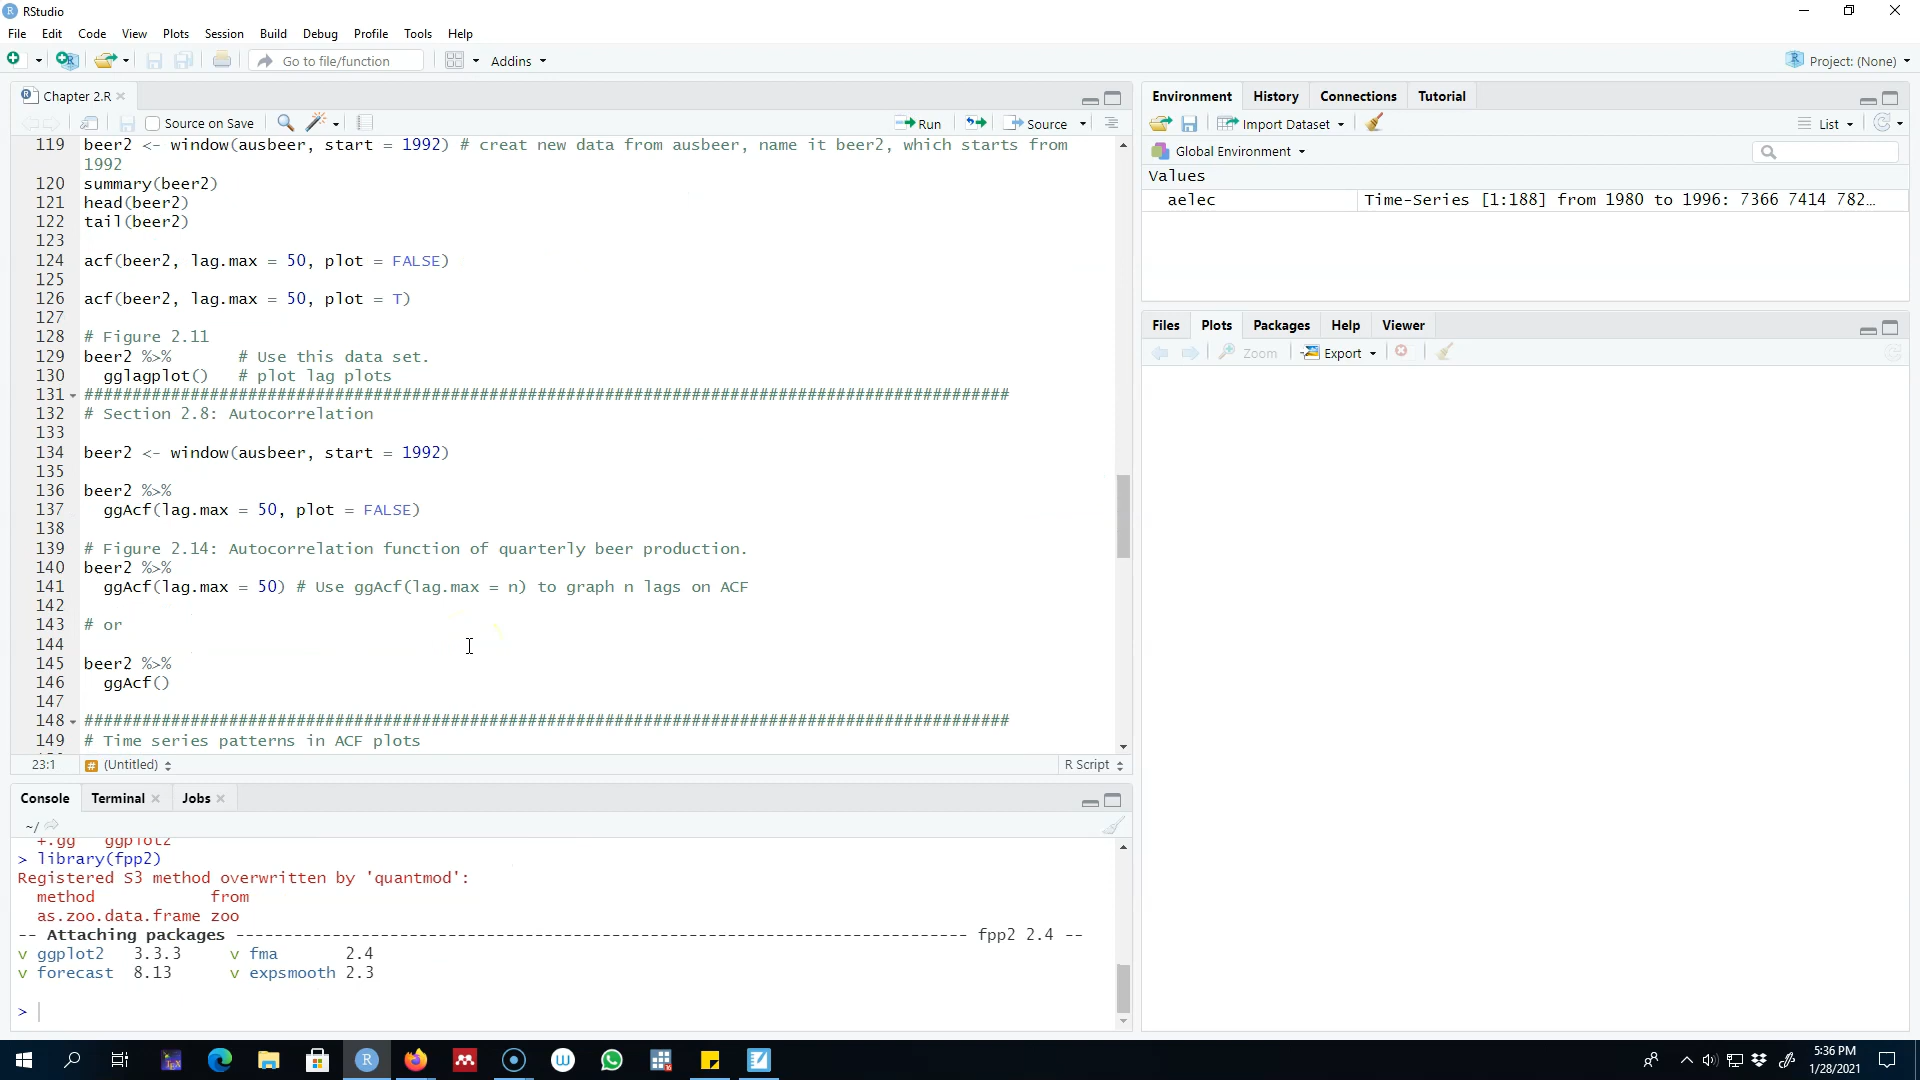 RStudio
File Edit Code View Plots Session Build Debug Profile Tools Help
Go to file/function
Addins
Project: (None)
Chapter 2.R
Source on Save
Run
Source
119 beer2 <- window(ausbeer, start = 1992) # creat new data from ausbeer, name it beer2, which starts from
1992
120 summary(beer2)
121 head(beer2)
122 tail(beer2)
123
124 acf(beer2, lag.max = 50, plot = FALSE)
125
126 acf(beer2, lag.max = 50, plot = T)
127
128 # Figure 2.11
129 beer2 %>% # Use this data set.
130 gglagplot() # plot lag plots
131 ################################################################################################
132 # Section 2.8: Autocorrelation
133
134 beer2 <- window(ausbeer, start = 1992)
135
136 beer2 %>%
137 ggAcf(lag.max = 50, plot = FALSE)
138
139 # Figure 2.14: Autocorrelation function of quarterly beer production.
140 beer2 %>%
141 ggAcf(lag.max = 50) # Use ggAcf(lag.max = n) to graph n lags on ACF
142
143 # or
144
145 beer2 %>%
146 ggAcf()
147
148 ################################################################################################
149 # Time series patterns in ACF plots
23:1 (Untitled)
R Script
Console Terminal Jobs
~/
+.gg ggplot2
> library(fpp2)
Registered S3 method overwritten by 'quantmod':
method from
as.zoo.data.frame zoo
-- Attaching packages ---------------------------------------------------------------------------- fpp2 2.4 --
v ggplot2 3.3.3 v fma 2.4
v forecast 8.13 v expsmooth 2.3
>
Environment History Connections Tutorial
Import Dataset
List
Global Environment
Values
aelec Time-Series [1:188] from 1980 to 1996: 7366 7414 782…
Files Plots Packages Help Viewer
Zoom Export
5:36 PM
1/28/2021